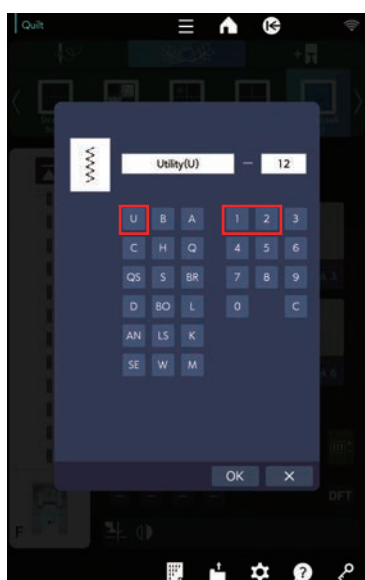 Quilt
Utility(U) – 12
U B A 1 2 3
C H Q 4 5 6
QS S BR 7 8 9
D BO L 0 C
AN LS K
SE W M
OK ×
DFT
F
?